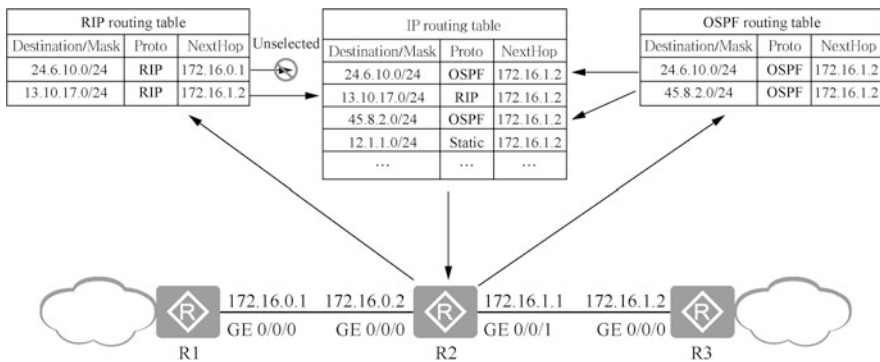 RIP routing table
Destination/Mask Proto NextHop
24.6.10.0/24 RIP 172.16.0.1
13.10.17.0/24 RIP 172.16.1.2
Unselected
IP routing table
Destination/Mask Proto NextHop
24.6.10.0/24 OSPF 172.16.1.2
13.10.17.0/24 RIP 172.16.1.2
45.8.2.0/24 OSPF 172.16.1.2
12.1.1.0/24 Static 172.16.1.2
… … …
OSPF routing table
Destination/Mask Proto NextHop
24.6.10.0/24 OSPF 172.16.1.2
45.8.2.0/24 OSPF 172.16.1.2
172.16.0.1 172.16.0.2 172.16.1.1 172.16.1.2
R R R
GE 0/0/0 GE 0/0/0 GE 0/0/1 GE 0/0/0
R1 R2 R3